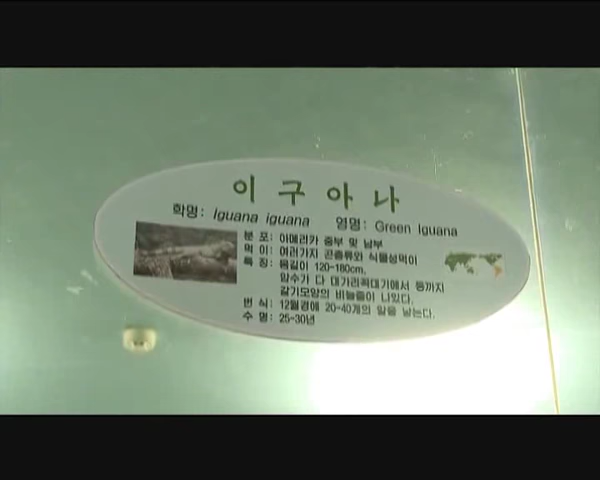 이구아나
학명: Iguana iguana 영명: Green Iguana
분 포: 아메리카 중부 및 남부
먹 이: 여러가지 곤충류와 식물성먹이
특 징: 몸길이 120-180cm,
암수가 다 대가리꼭대기에서 등까지
갈기모양의 비늘줄이 나있다.
번 식: 12월경에 20-40개의 알을 낳는다.
수 명: 25-30년